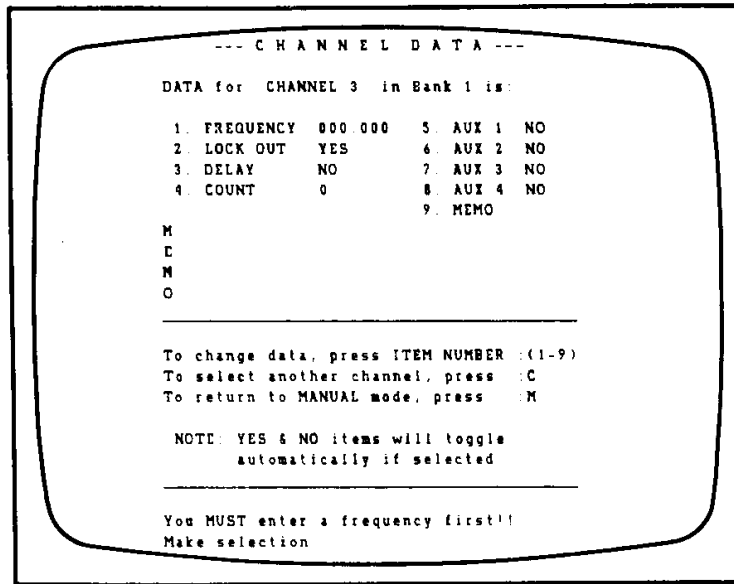 --- C H A N N E L  D A T A ---
DATA for CHANNEL 3 in Bank 1 is:
1. FREQUENCY 000.000 5. AUX 1 NO
2. LOCK OUT YES 6. AUX 2 NO
3. DELAY NO 7. AUX 3 NO
4. COUNT 0 8. AUX 4 NO
9. MEMO
M
E
M
O
To change data, press ITEM NUMBER :(1-9)
To select another channel, press :C
To return to MANUAL mode, press :M
NOTE: YES & NO items will toggle
automatically if selected
You MUST enter a frequency first!!
Make selection